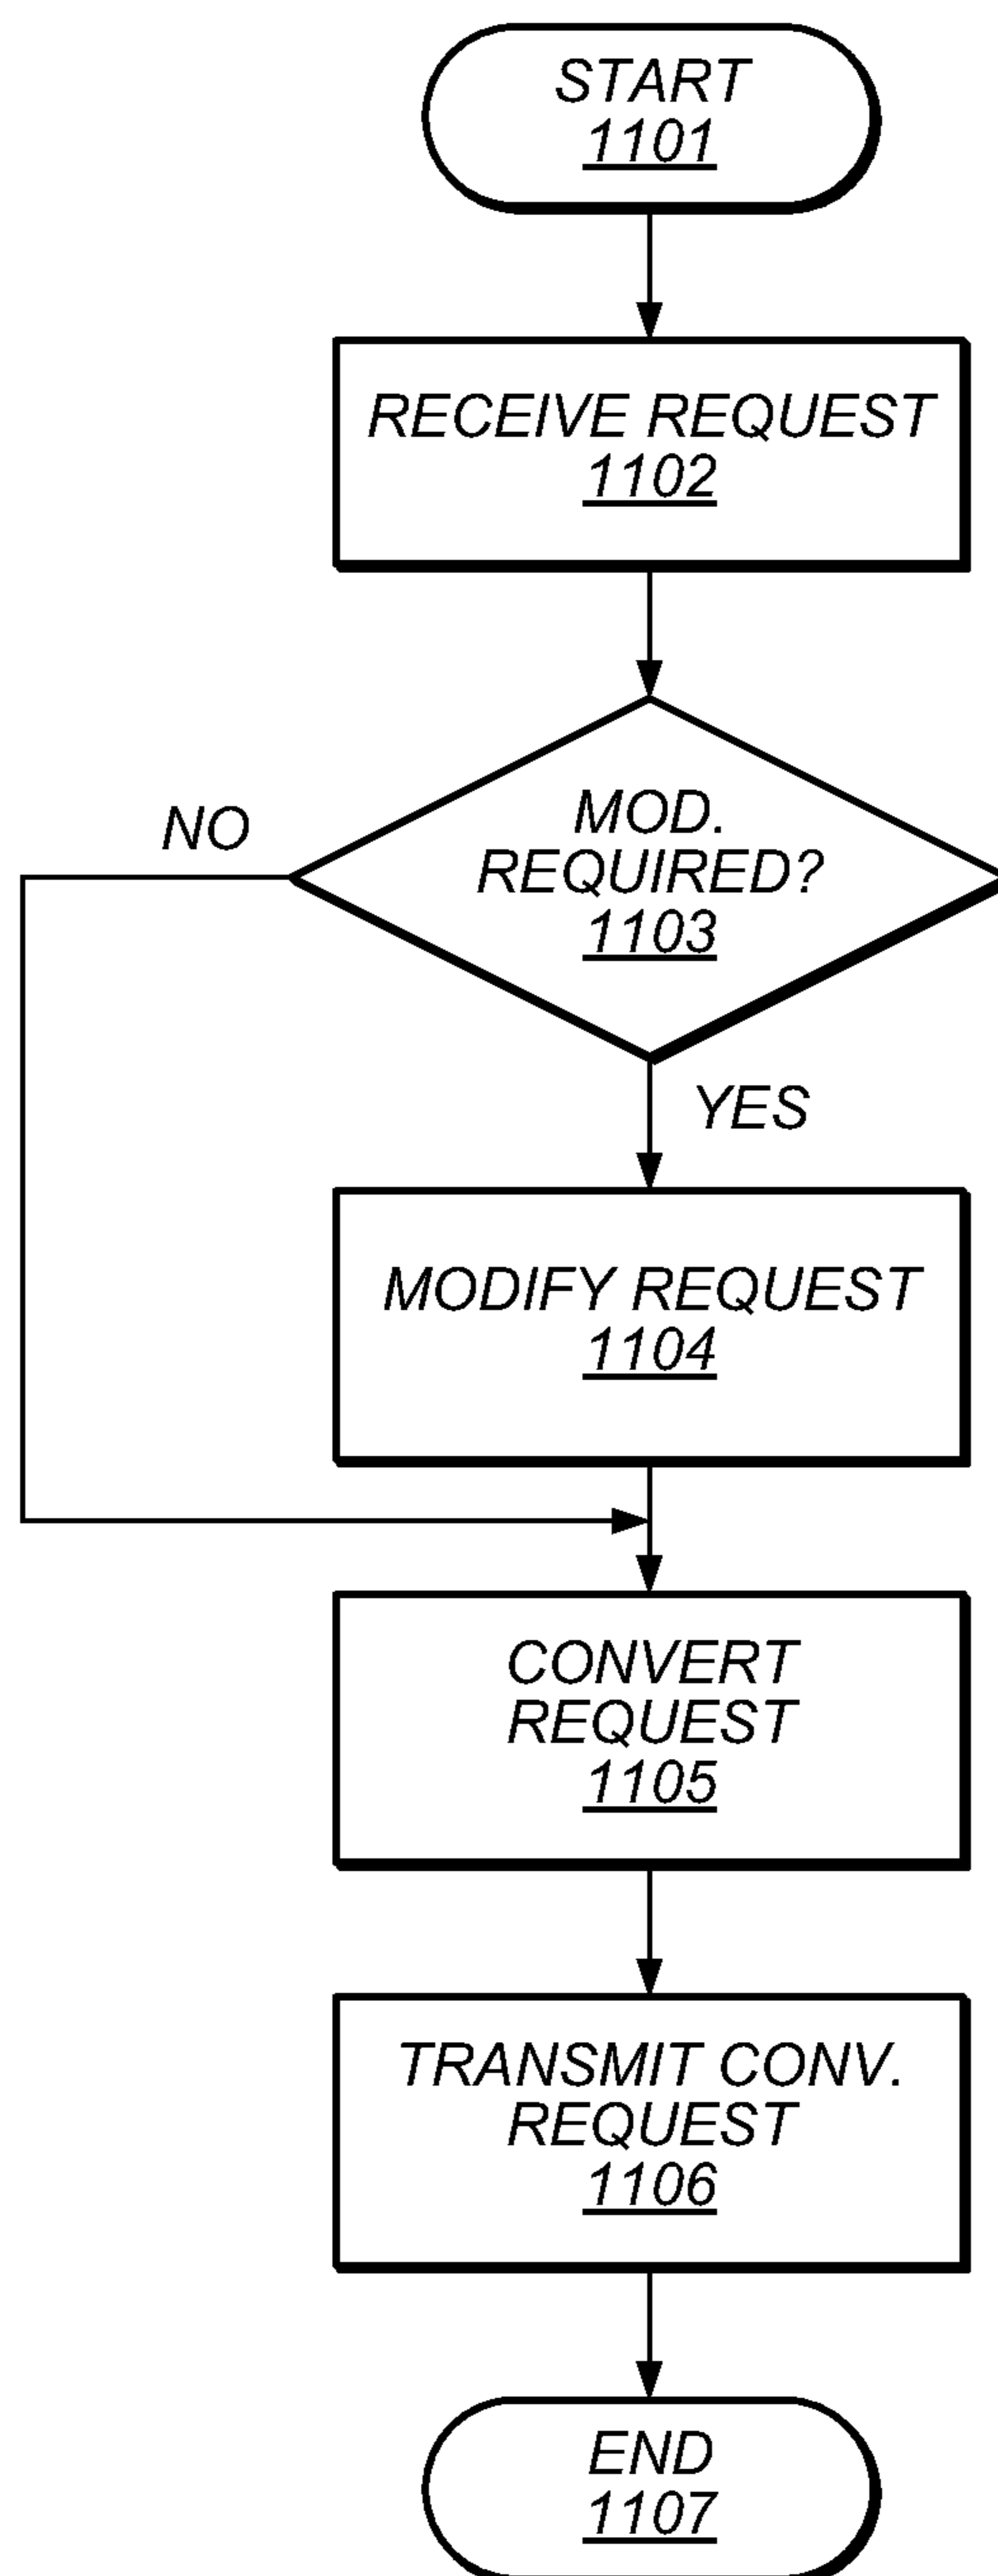 START
1101
RECEIVE REQUEST
1102
NO
MOD.
REQUIRED?
1103
YES
MODIFY REQUEST
1104
CONVERT
REQUEST
1105
TRANSMIT CONV.
REQUEST
1106
END
1107